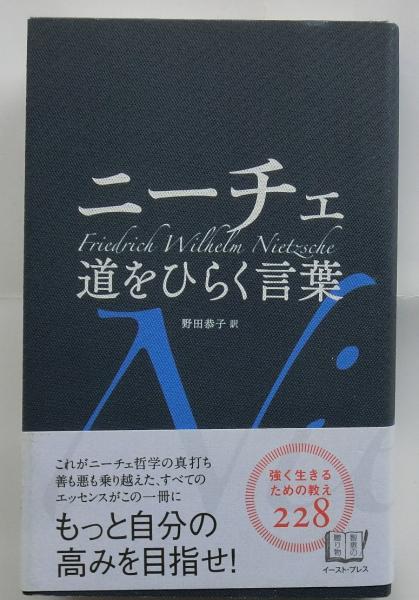 ニーチェ
Friedrich Wilhelm Nietzsche
道をひらく言葉
野田恭子 訳
Ni
これがニーチェ哲学の真打ち
善も悪も乗り越えた、すべての
エッセンスがこの一冊に
もっと自分の
高みを目指せ!
強く生きる
ための教え
228
智恵の
贈り物
イースト・プレス